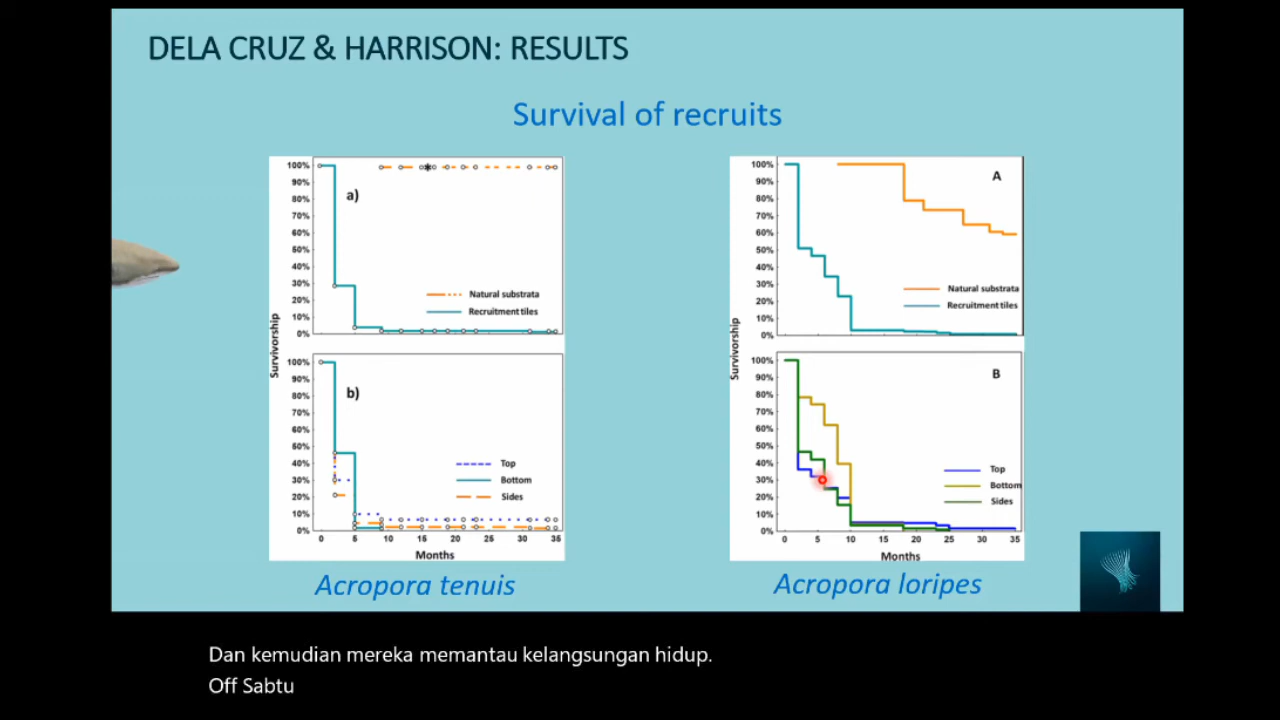 DELA CRUZ & HARRISON: RESULTS
Survival of recruits
100%
90%
80%
70%
60%
50%
40%
30%
20%
10%
0%
a)
Natural substrata
Recruitment tiles
Survivorship
100%
90%
80%
70%
60%
50%
40%
30%
20%
10%
0%
b)
Top
Bottom
Sides
0 5 10 15 20 25 30 35
Months
Acropora tenuis
100%
90%
80%
70%
60%
50%
40%
30%
20%
10%
0%
A
Natural substrata
Recruitment tiles
Survivorship
100%
90%
80%
70%
60%
50%
40%
30%
20%
10%
0%
B
Top
Bottom
Sides
0 5 10 15 20 25 30 35
Months
Acropora loripes
Dan kemudian mereka memantau kelangsungan hidup.
Off Sabtu